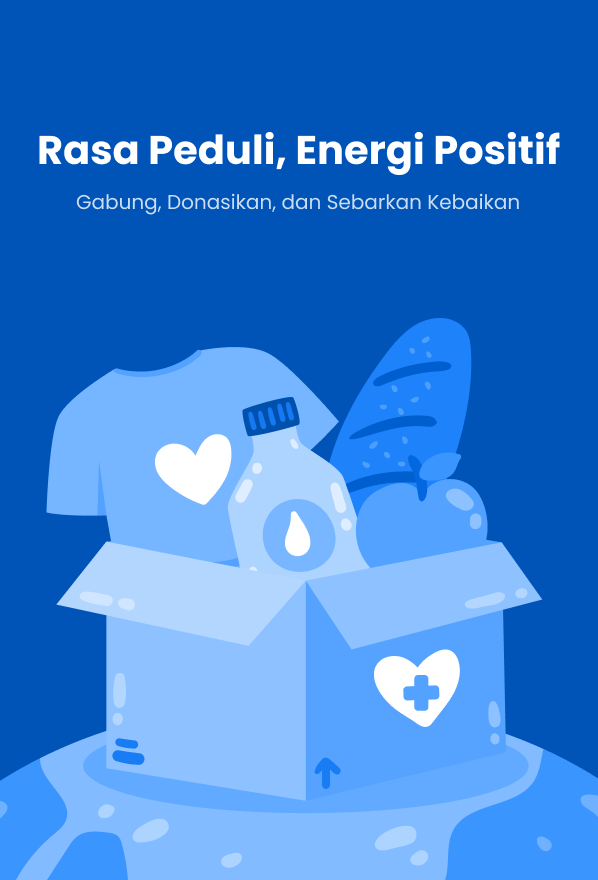 Rasa Peduli, Energi Positif
Gabung, Donasikan, dan Sebarkan Kebaikan